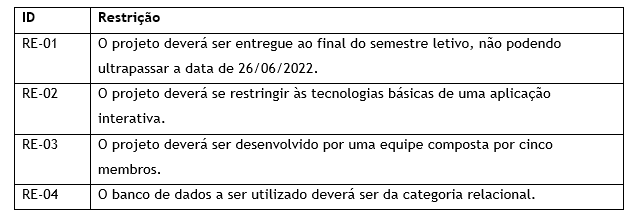 ID Restrição
RE-01 O projeto deverá ser entregue ao final do semestre letivo, não podendo
ultrapassar a data de 26/06/2022.
RE-02 O projeto deverá se restringir às tecnologias básicas de uma aplicação
interativa.
RE-03 O projeto deverá ser desenvolvido por uma equipe composta por cinco
membros.
RE-04 O banco de dados a ser utilizado deverá ser da categoria relacional.